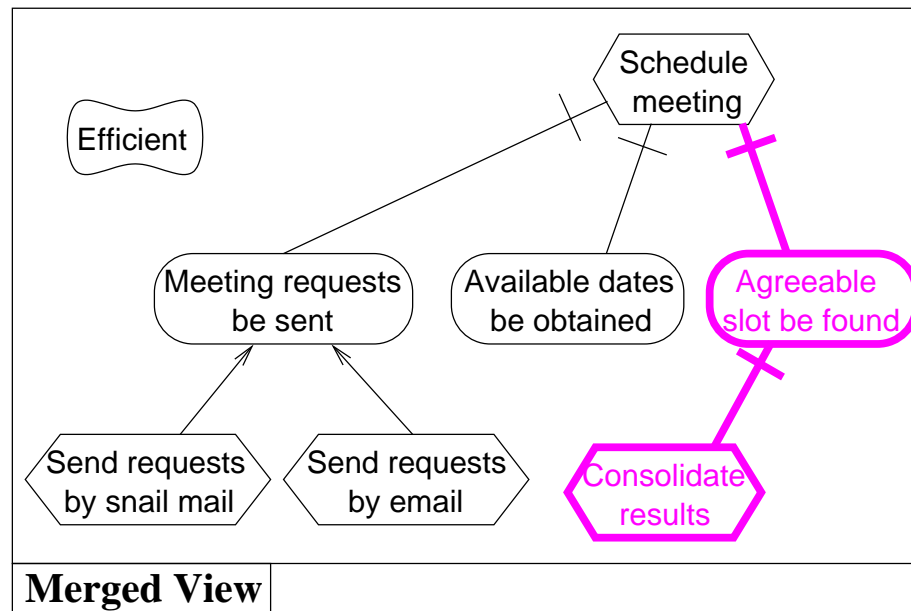 Schedule
meeting
Efficient
Meeting requests
be sent
Available dates
be obtained
Agreeable
slot be found
Send requests
by snail mail
Send requests
by email
Consolidate
results
Merged View